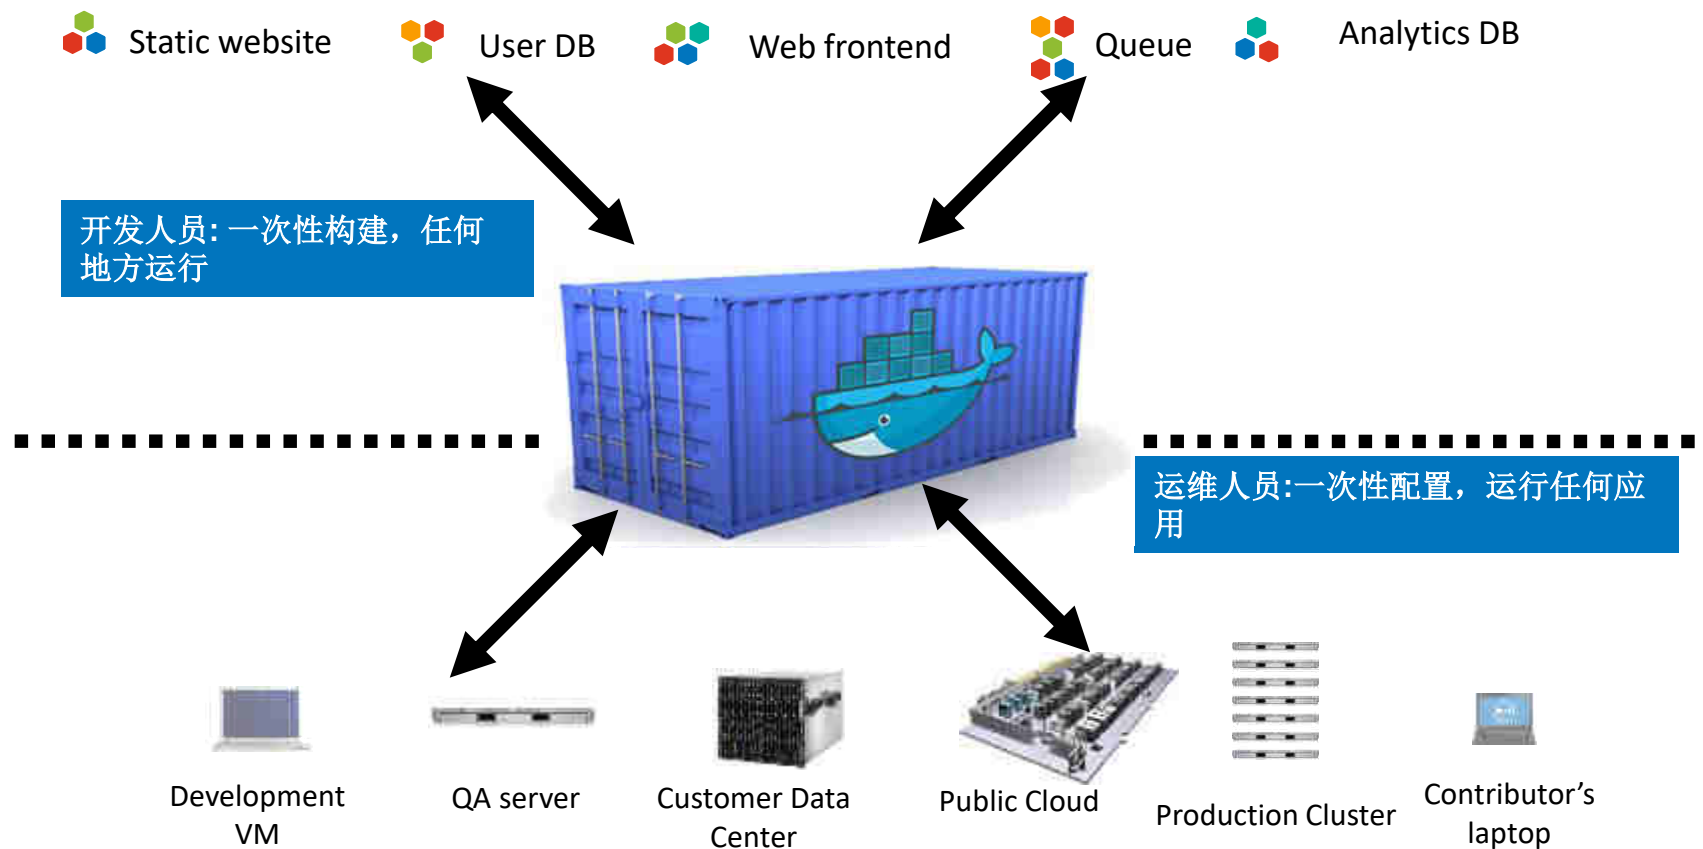 Static website
User DB
Web frontend
Queue
Analytics DB
开发人员: 一次性构建，任何
地方运行
运维人员:一次性配置，运行任何应
用
Development
VM
QA server
Customer Data
Center
Public Cloud
Production Cluster
Contributor’s
laptop